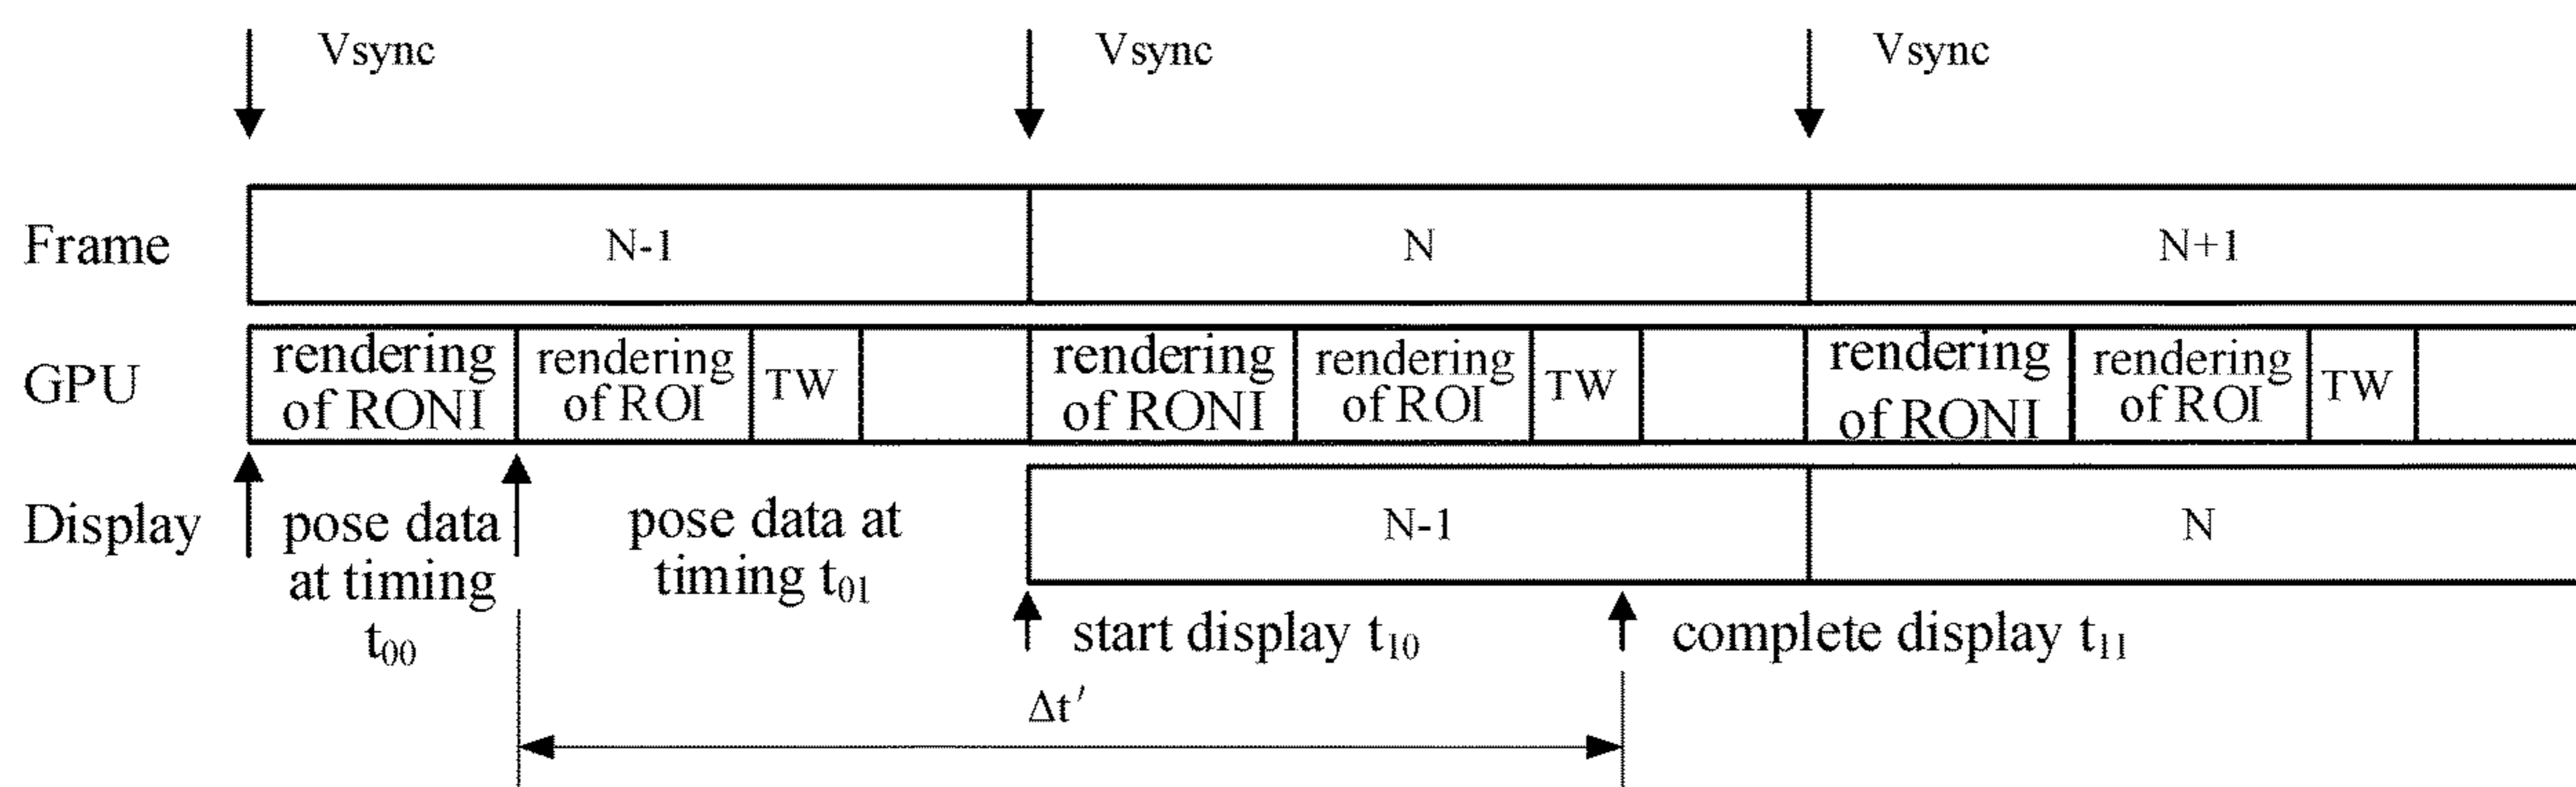 Vsync Vsync Vsync
Frame N-1 N N+1
GPU
rendering
of RONI
rendering
of ROI
TW
rendering
of RONI
rendering
of ROI
TW
rendering
of RONI
rendering
of ROI
TW
Display
pose data
at timing
t₀₀
pose data at
timing t₀₁
N-1 N
start display t₁₀
complete display t₁₁
Δt′